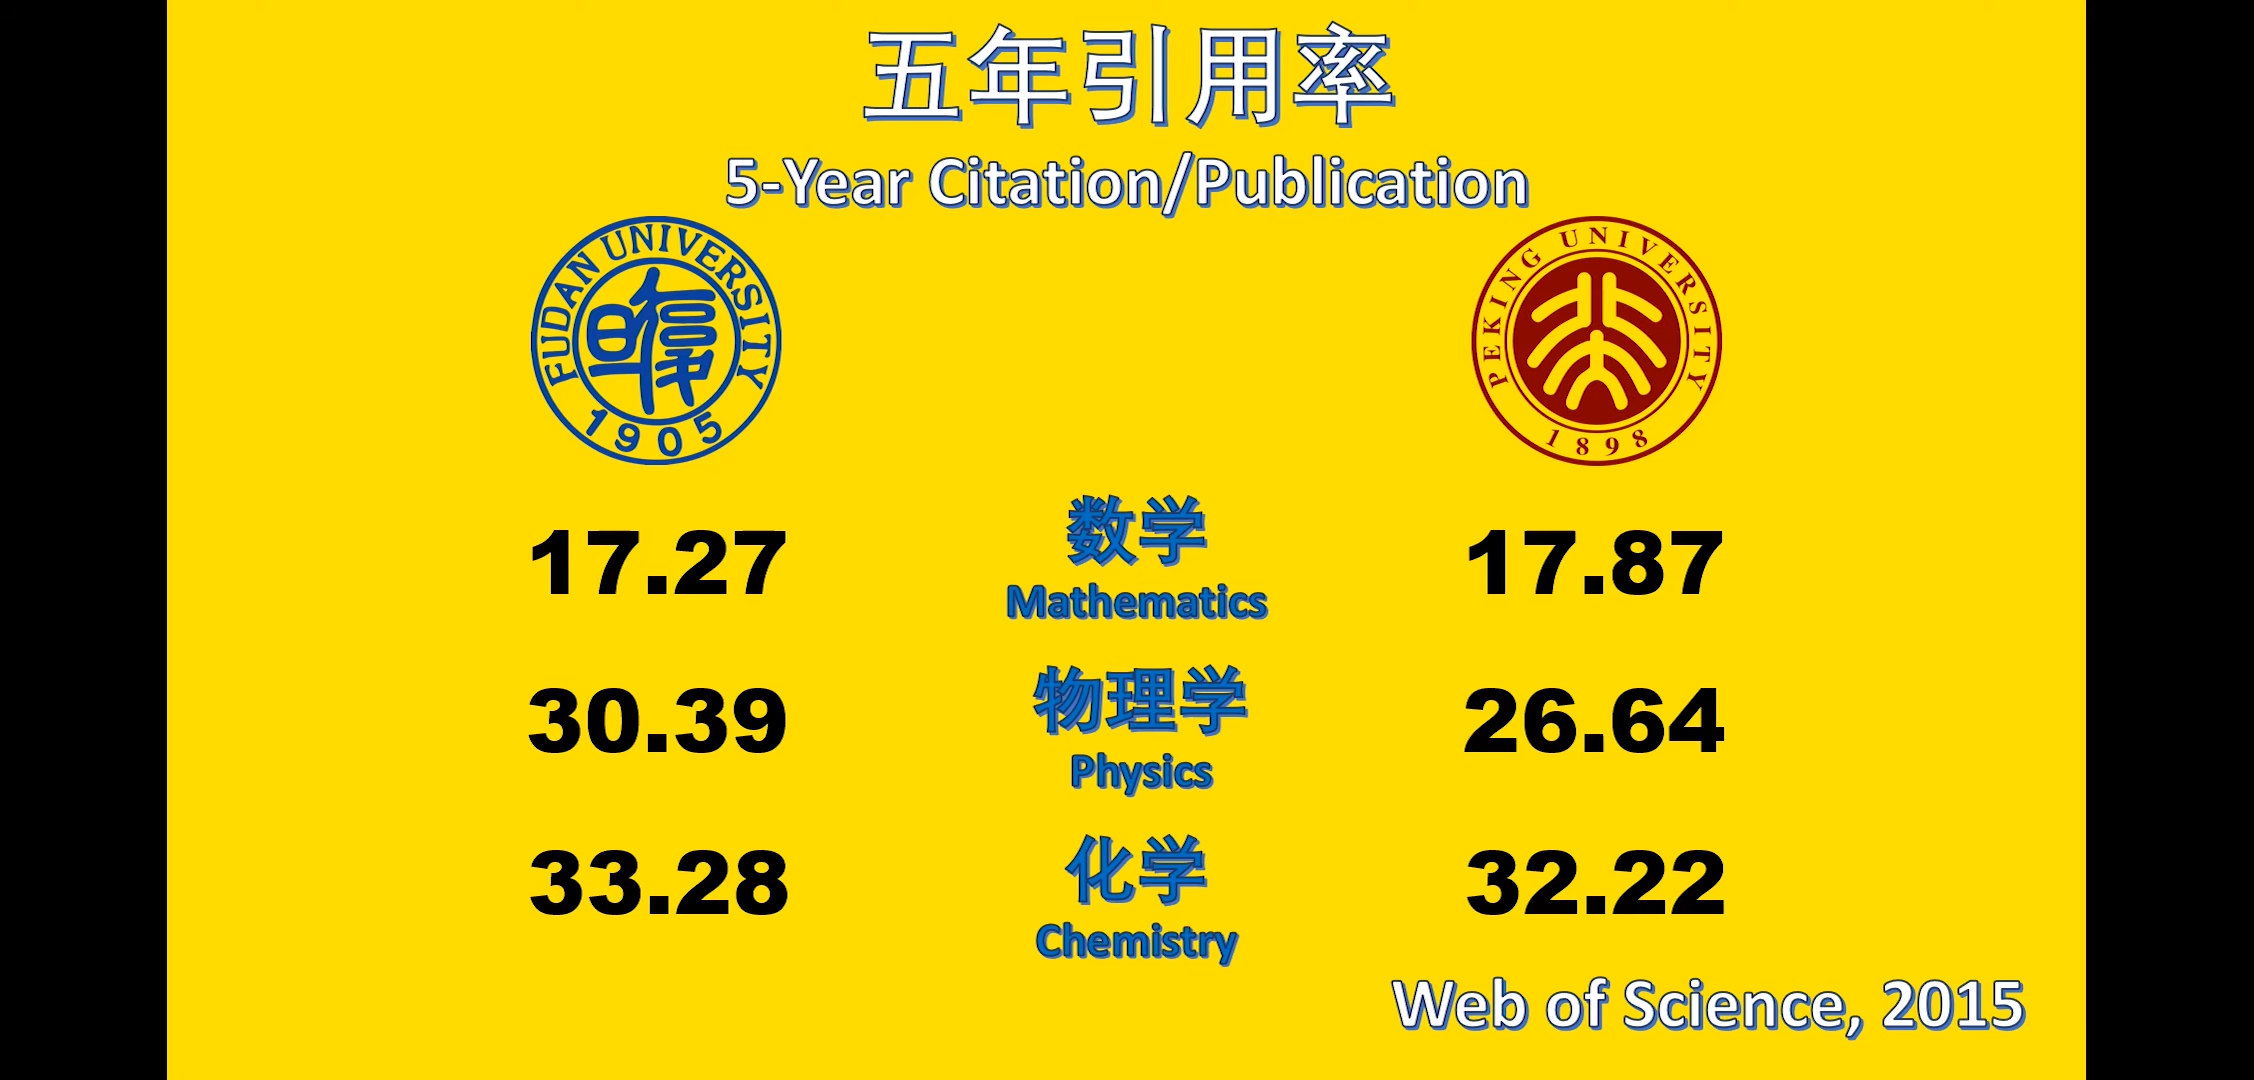 五年引用率
5-Year Citation/Publication
FUDAN UNIVERSITY
1905
PEKING UNIVERSITY
1898
17.27
数学
Mathematics
17.87
30.39
物理学
Physics
26.64
33.28
化学
Chemistry
32.22
Web of Science, 2015